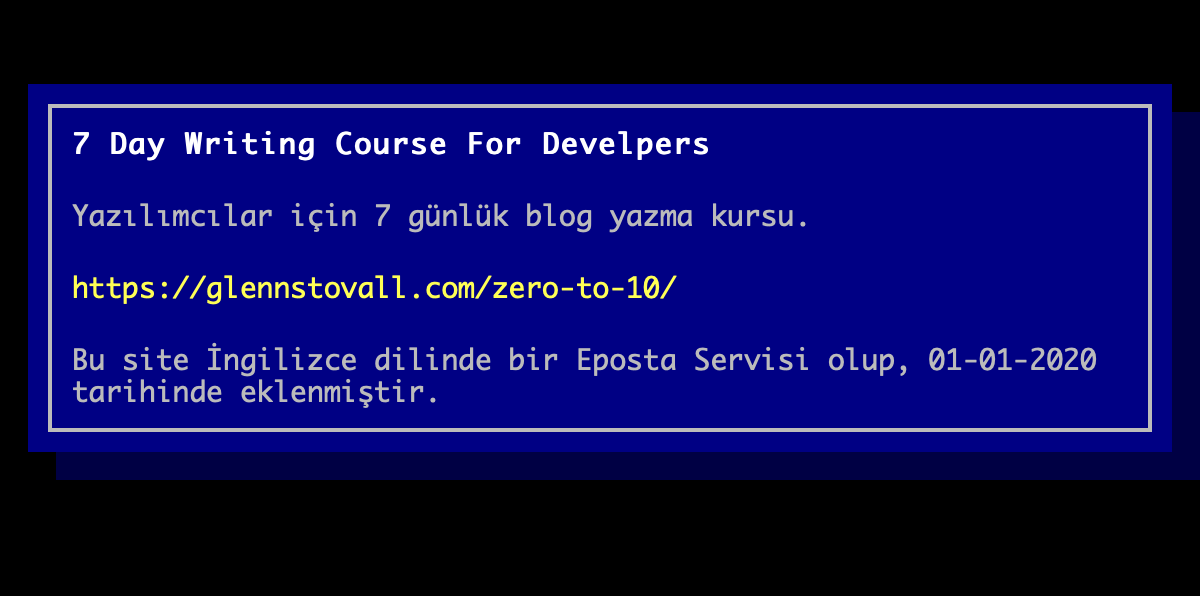 7 Day Writing Course For Develpers
Yazılımcılar için 7 günlük blog yazma kursu.
https://glennstovall.com/zero-to-10/
Bu site İngilizce dilinde bir Eposta Servisi olup, 01-01-2020
tarihinde eklenmiştir.